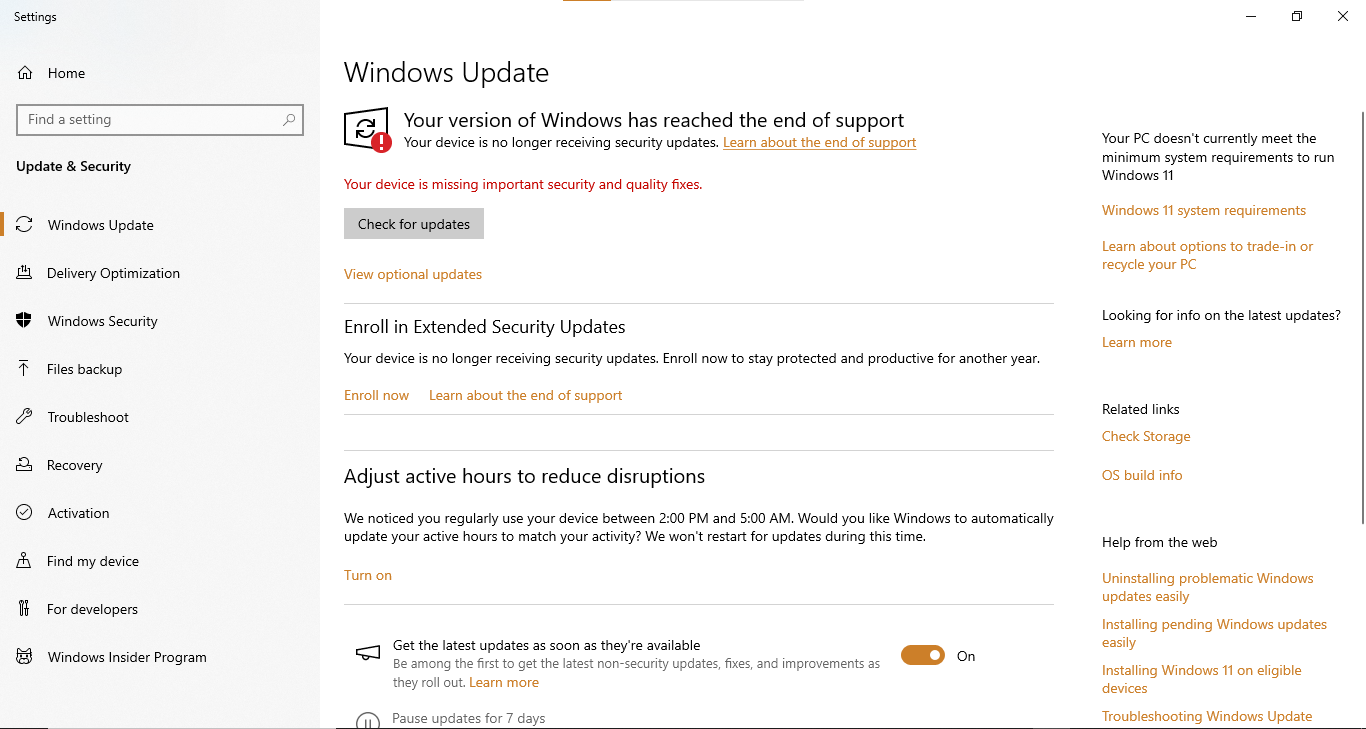 Settings
Home
Find a setting
Update & Security
Windows Update
Delivery Optimization
Windows Security
Files backup
Troubleshoot
Recovery
Activation
Find my device
For developers
Windows Insider Program
Windows Update
Your version of Windows has reached the end of support
Your device is no longer receiving security updates. Learn about the end of support
Your device is missing important security and quality fixes.
Check for updates
View optional updates
Enroll in Extended Security Updates
Your device is no longer receiving security updates. Enroll now to stay protected and productive for another year.
Enroll now Learn about the end of support
Adjust active hours to reduce disruptions
We noticed you regularly use your device between 2:00 PM and 5:00 AM. Would you like Windows to automatically
update your active hours to match your activity? We won't restart for updates during this time.
Turn on
Get the latest updates as soon as they're available
Be among the first to get the latest non-security updates, fixes, and improvements as
they roll out. Learn more
On
Pause updates for 7 days
Your PC doesn't currently meet the
minimum system requirements to run
Windows 11
Windows 11 system requirements
Learn about options to trade-in or
recycle your PC
Looking for info on the latest updates?
Learn more
Related links
Check Storage
OS build info
Help from the web
Uninstalling problematic Windows
updates easily
Installing pending Windows updates
easily
Installing Windows 11 on eligible
devices
Troubleshooting Windows Update